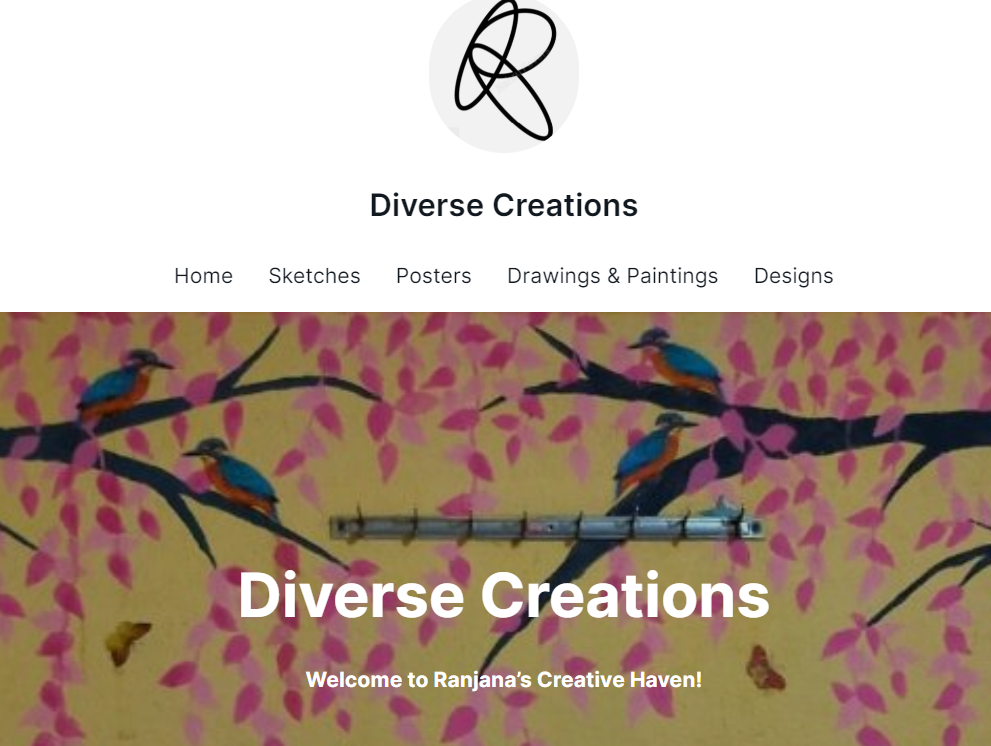 R
Diverse Creations
Home Sketches Posters Drawings & Paintings Designs
Diverse Creations
Welcome to Ranjana’s Creative Haven!